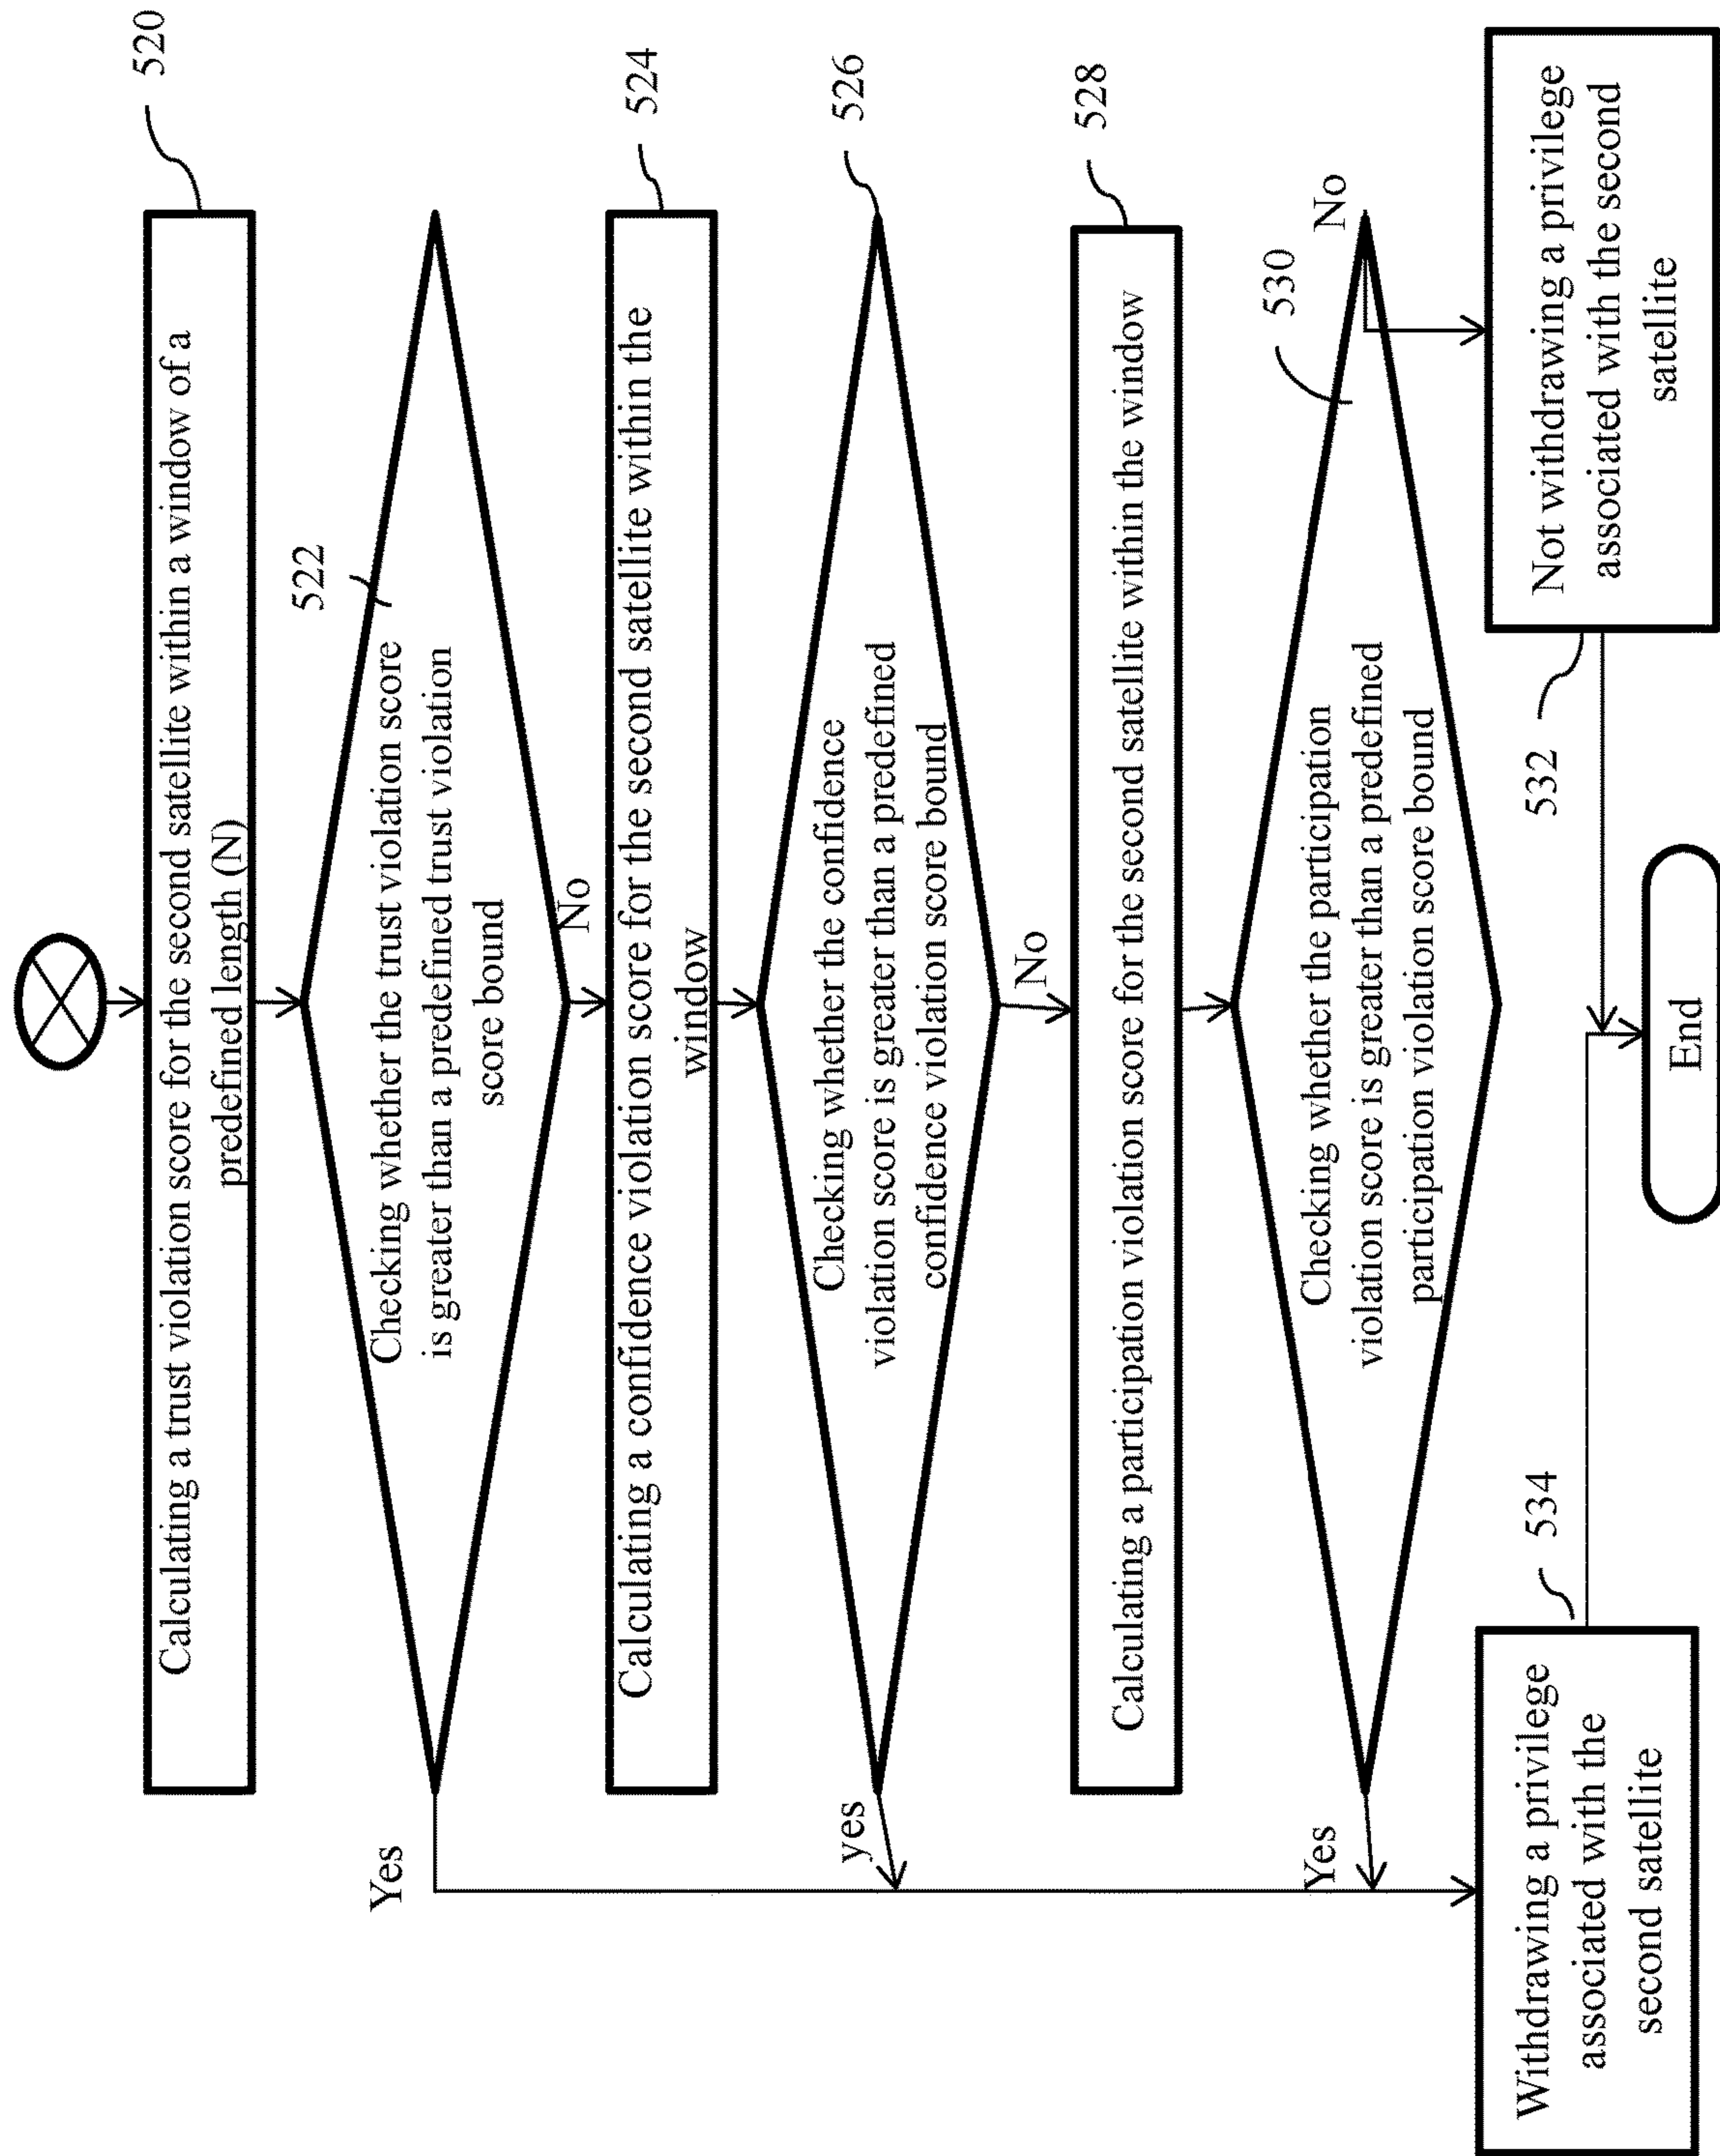 520
Calculating a trust violation score for the second satellite within a window of a
predefined length (N)
522
Checking whether the trust violation score
is greater than a predefined trust violation
score bound
Yes
No
524
Calculating a confidence violation score for the second satellite within the
window
526
Checking whether the confidence
violation score is greater than a predefined
confidence violation score bound
yes
No
528
Calculating a participation violation score for the second satellite within the window
530
Checking whether the participation
violation score is greater than a predefined
participation violation score bound
Yes
No
534
Withdrawing a privilege
associated with the
second satellite
532
Not withdrawing a privilege
associated with the second
satellite
End